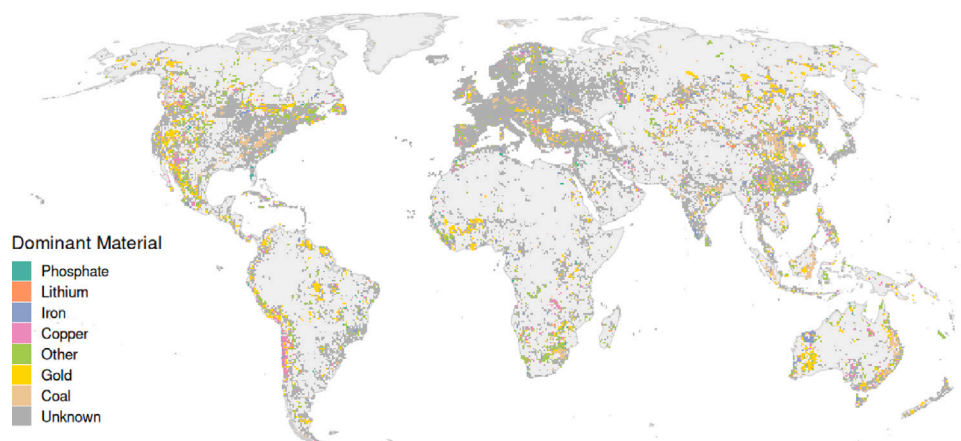 Dominant Material
Phosphate
Lithium
Iron
Copper
Other
Gold
Coal
Unknown